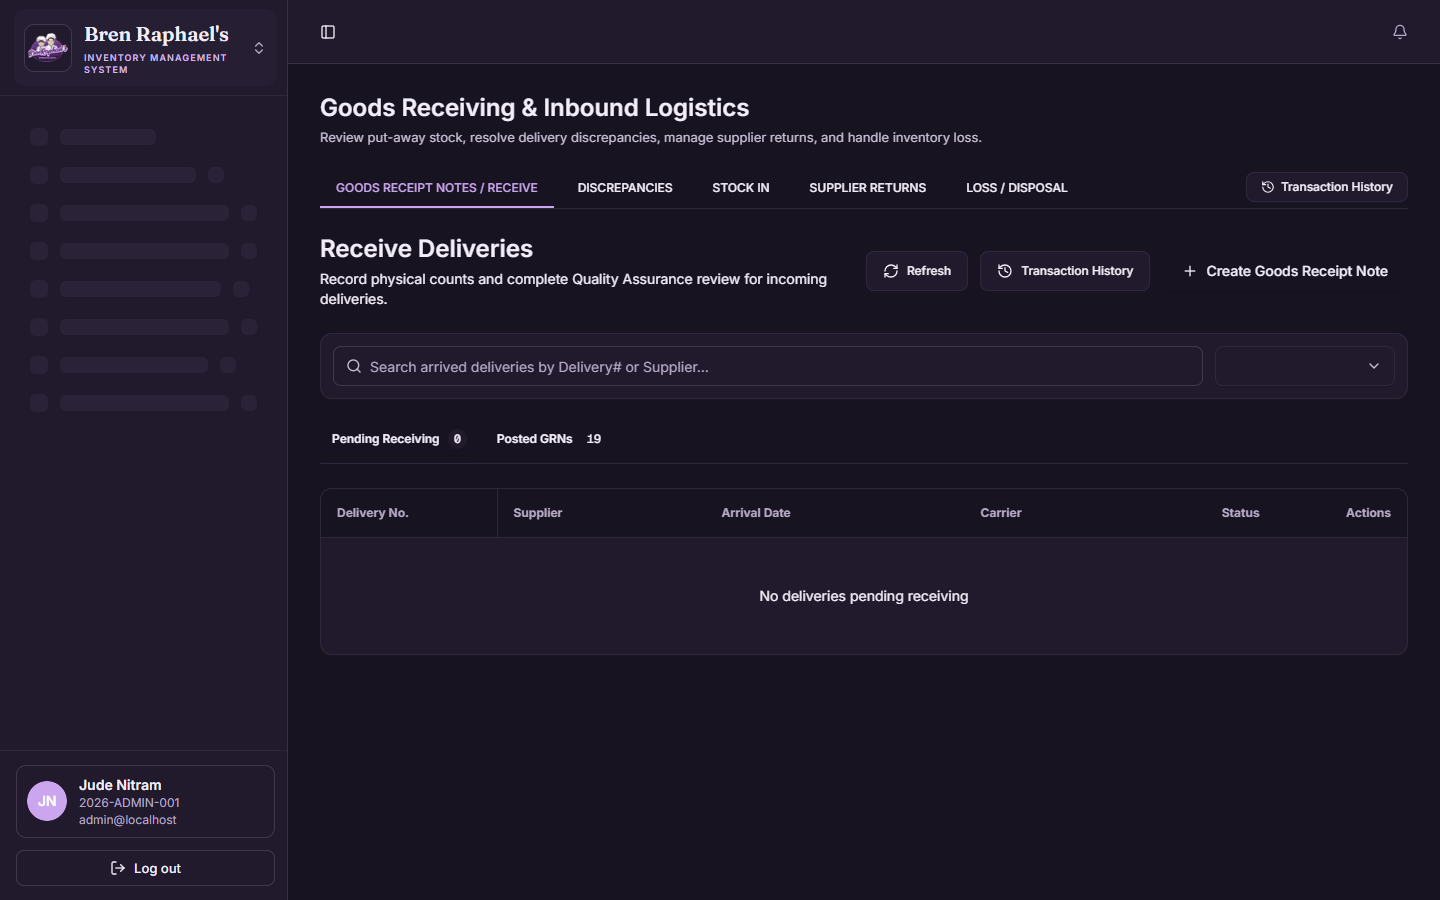 Bren Raphael's
INVENTORY MANAGEMENT
SYSTEM
Goods Receiving & Inbound Logistics
Review put-away stock, resolve delivery discrepancies, manage supplier returns, and handle inventory loss.
GOODS RECEIPT NOTES / RECEIVE
DISCREPANCIES
STOCK IN
SUPPLIER RETURNS
LOSS / DISPOSAL
Transaction History
Receive Deliveries
Record physical counts and complete Quality Assurance review for incoming
deliveries.
Refresh
Transaction History
Create Goods Receipt Note
Search arrived deliveries by Delivery# or Supplier...
Pending Receiving 0
Posted GRNs 19
Delivery No. Supplier Arrival Date Carrier Status Actions
No deliveries pending receiving
JN
Jude Nitram
2026-ADMIN-001
admin@localhost
Log out